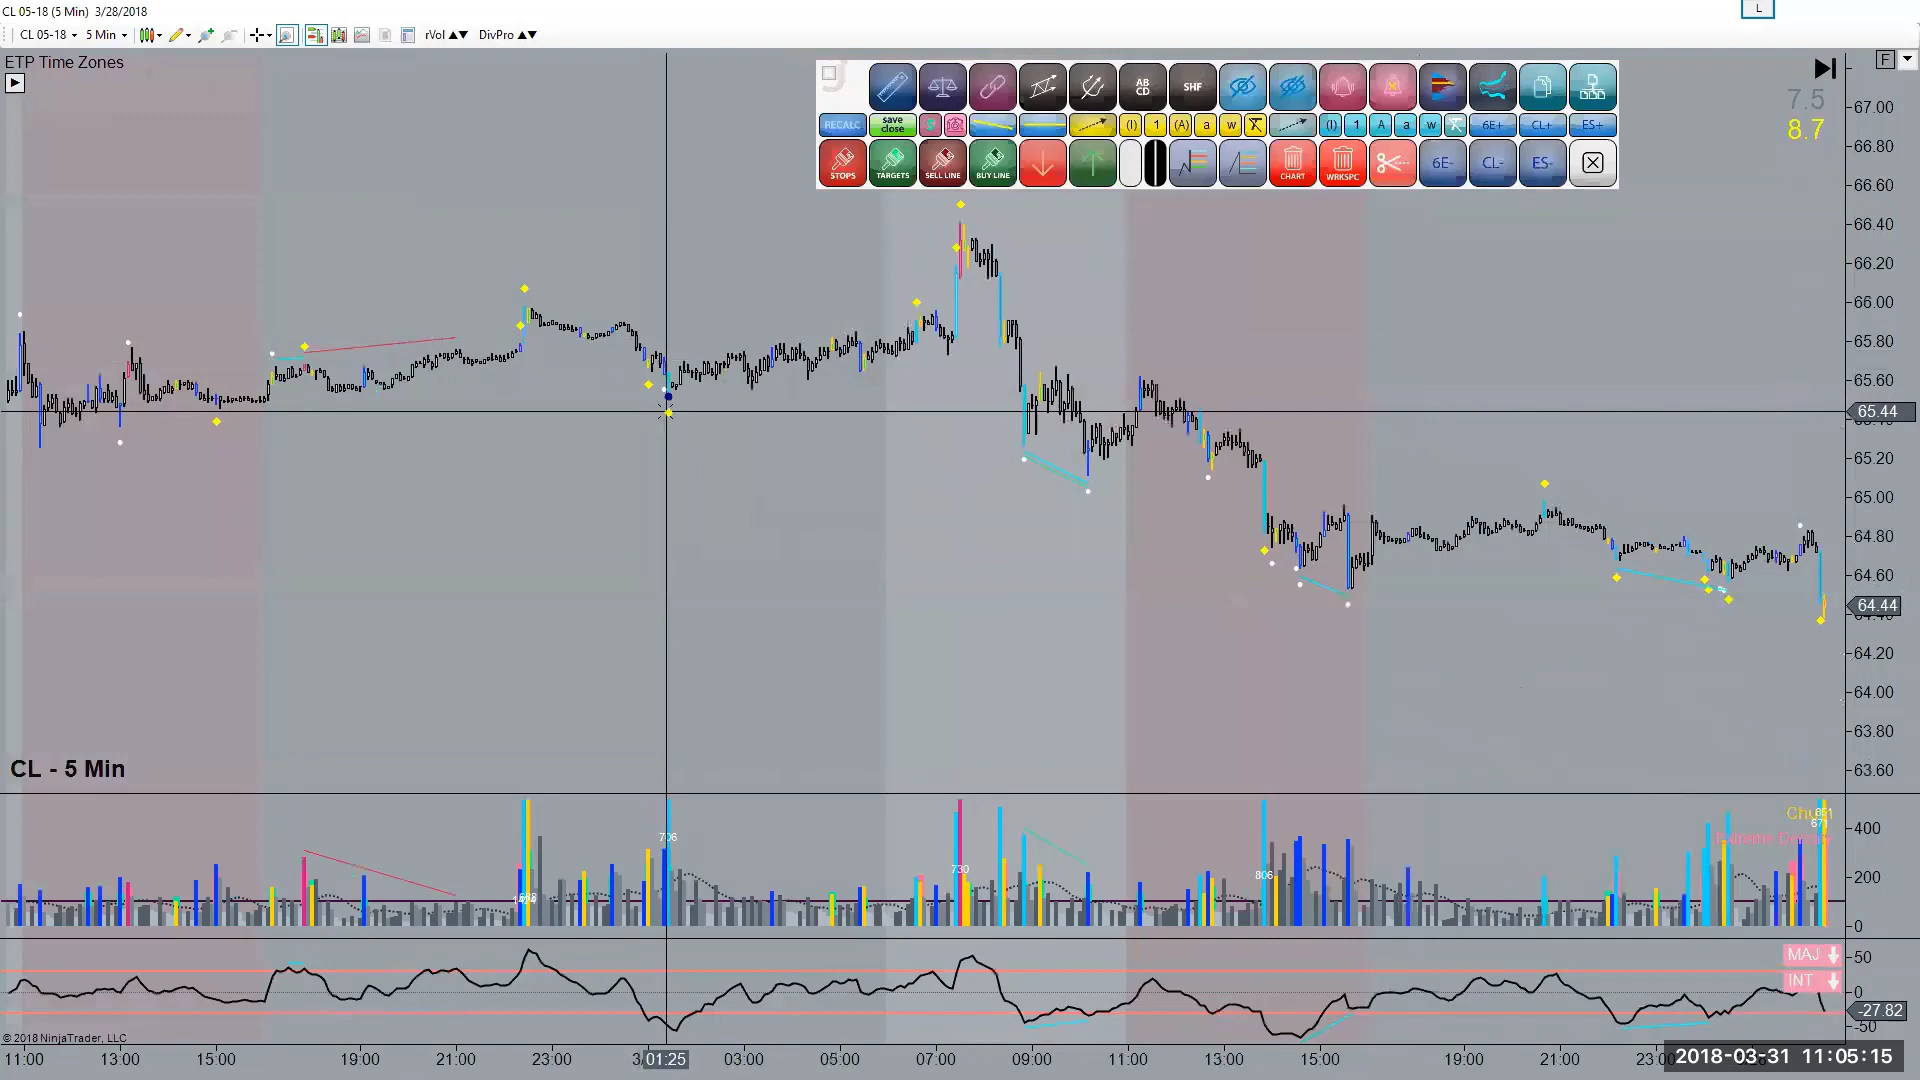 CL 05-18 (5 Min) 3/28/2018
L
CL 05-18 5 Min rVol ▲▼ DivPro ▲▼
ETP Time Zones
F
7.5
8.7
AB CD SHF
RECALC save close S (I) 1 (A) a w (I) 1 A a w 6E+ CL+ ES+
STOPS TARGETS SELL LINE BUY LINE CHART WRKSPC 6E- CL- ES-
67.00
66.80
66.60
66.40
66.20
66.00
65.80
65.60
65.44
65.20
65.00
64.80
64.60
64.44
64.20
64.00
63.80
63.60
CL - 5 Min
706
730
806
400
200
0
MAJ
INT
50
0
-27.82
-50
© 2018 NinjaTrader, LLC
11:00 13:00 15:00 19:00 21:00 23:00 01:25 03:00 05:00 07:00 09:00 11:00 13:00 15:00 19:00 21:00 23:00
2018-03-31 11:05:15